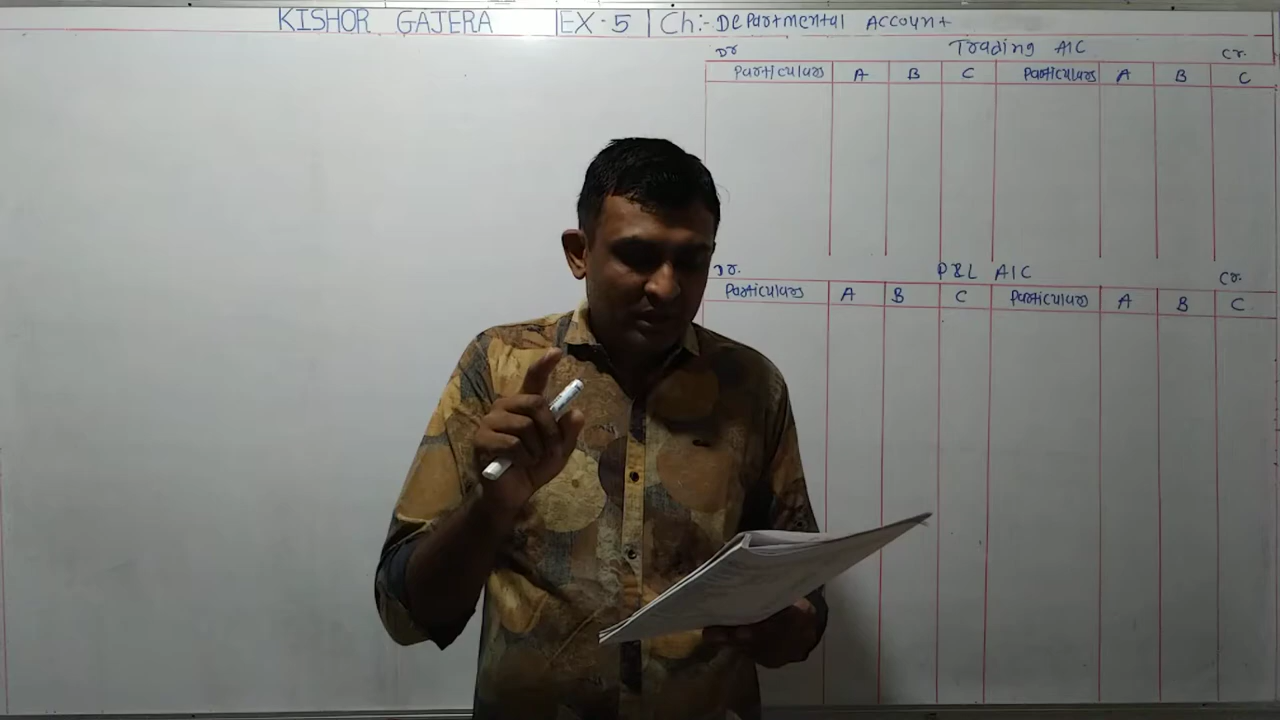 KISHOR GAJERA EX-5 Ch:- Departmental Account
Dr Trading A/C Cr.
Particulars A B C Particulars A B C
Dr. P&L A/C Cr.
Particulars A B C Particulars A B C